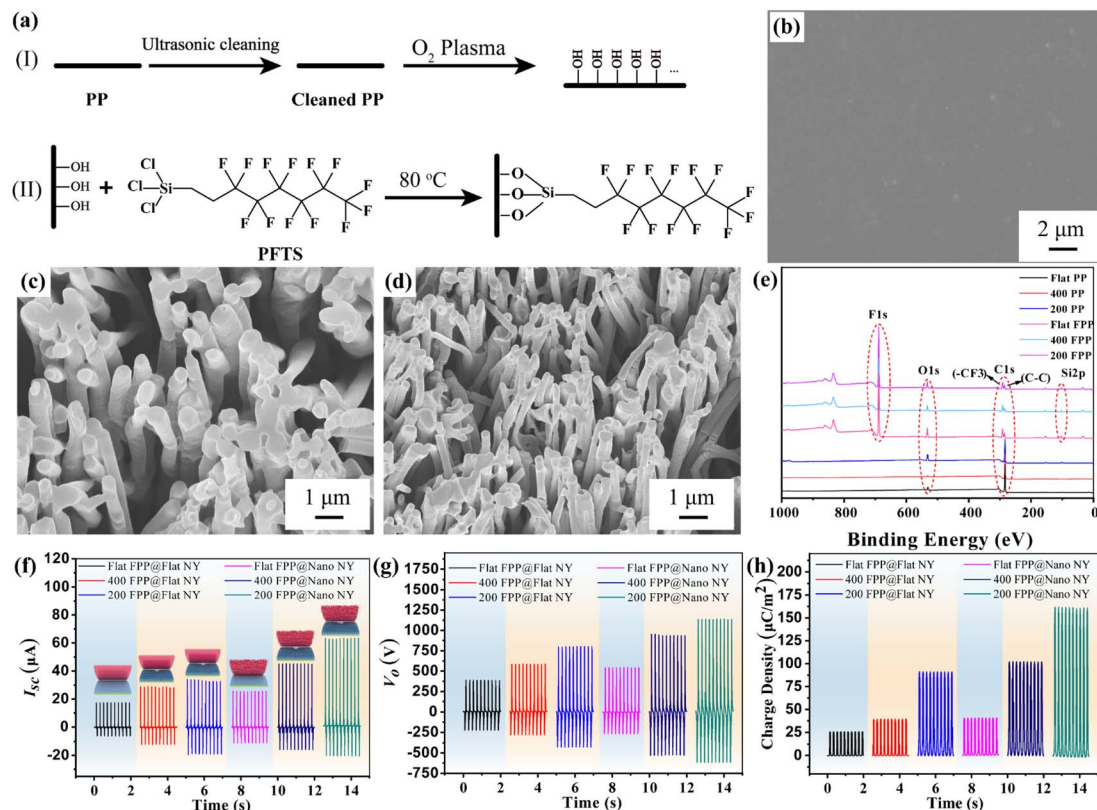 (a)
(I)
Ultrasonic cleaning
O2 Plasma
OH OH OH OH OH ...
PP
Cleaned PP
(II)
OH
OH
OH
+
Cl
Cl
Cl
Si
F F F F F F F F F F F F F
PFTS
80 °C
O
O
O
Si
F F F F F F F F F F F F F
(b)
2 μm
(c)
1 μm
(d)
1 μm
(e)
Flat PP
400 PP
200 PP
Flat FPP
400 FPP
200 FPP
F1s
O1s
(-CF3)
C1s
(C-C)
Si2p
1000 800 600 400 200 0
Binding Energy (eV)
(f)
Flat FPP@Flat NY
400 FPP@Flat NY
200 FPP@Flat NY
Flat FPP@Nano NY
400 FPP@Nano NY
200 FPP@Nano NY
120
100
80
60
40
20
0
-20
Isc (μA)
0 2 4 6 8 10 12 14
Time (s)
(g)
Flat FPP@Flat NY
400 FPP@Flat NY
200 FPP@Flat NY
Flat FPP@Nano NY
400 FPP@Nano NY
200 FPP@Nano NY
1750
1500
1250
1000
750
500
250
0
-250
-500
-750
Vo (v)
0 2 4 6 8 10 12 14
Time (s)
(h)
Flat FPP@Flat NY
400 FPP@Flat NY
200 FPP@Flat NY
Flat FPP@Nano NY
400 FPP@Nano NY
200 FPP@Nano NY
200
175
150
125
100
75
50
25
0
Charge Density (μC/m²)
0 2 4 6 8 10 12 14
Time (s)